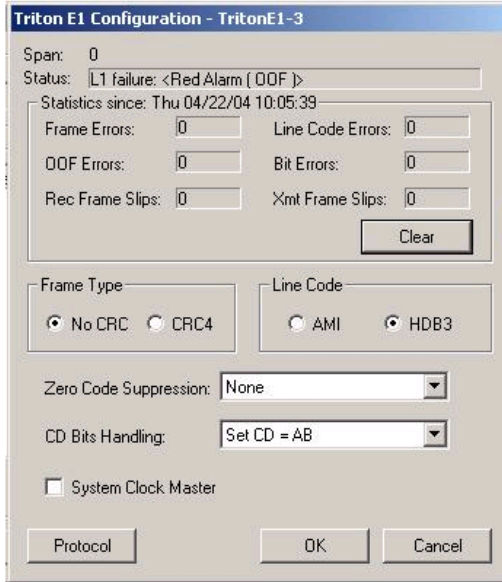 Triton E1 Configuration - TritonE1-3
Span: 0
Status: L1 failure: <Red Alarm ( OOF )>
Statistics since: Thu 04/22/04 10:05:39
Frame Errors: 0 Line Code Errors: 0
OOF Errors: 0 Bit Errors: 0
Rec Frame Slips: 0 Xmt Frame Slips: 0
Clear
Frame Type Line Code
No CRC CRC4 AMI HDB3
Zero Code Suppression: None
CD Bits Handling: Set CD = AB
System Clock Master
Protocol OK Cancel